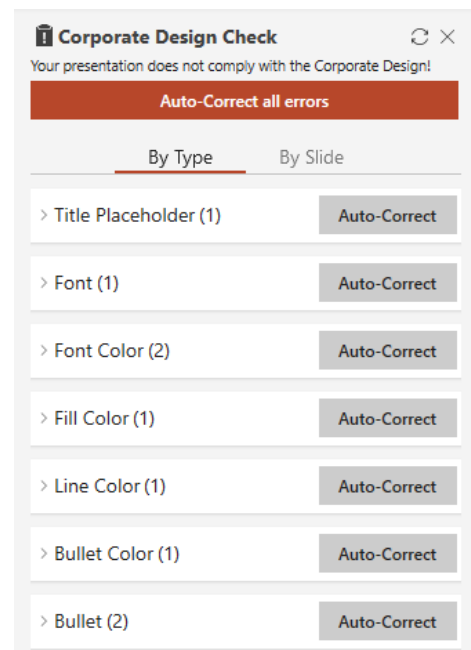 Corporate Design Check
Your presentation does not comply with the Corporate Design!
Auto-Correct all errors
By Type By Slide
Title Placeholder (1) Auto-Correct
Font (1) Auto-Correct
Font Color (2) Auto-Correct
Fill Color (1) Auto-Correct
Line Color (1) Auto-Correct
Bullet Color (1) Auto-Correct
Bullet (2) Auto-Correct